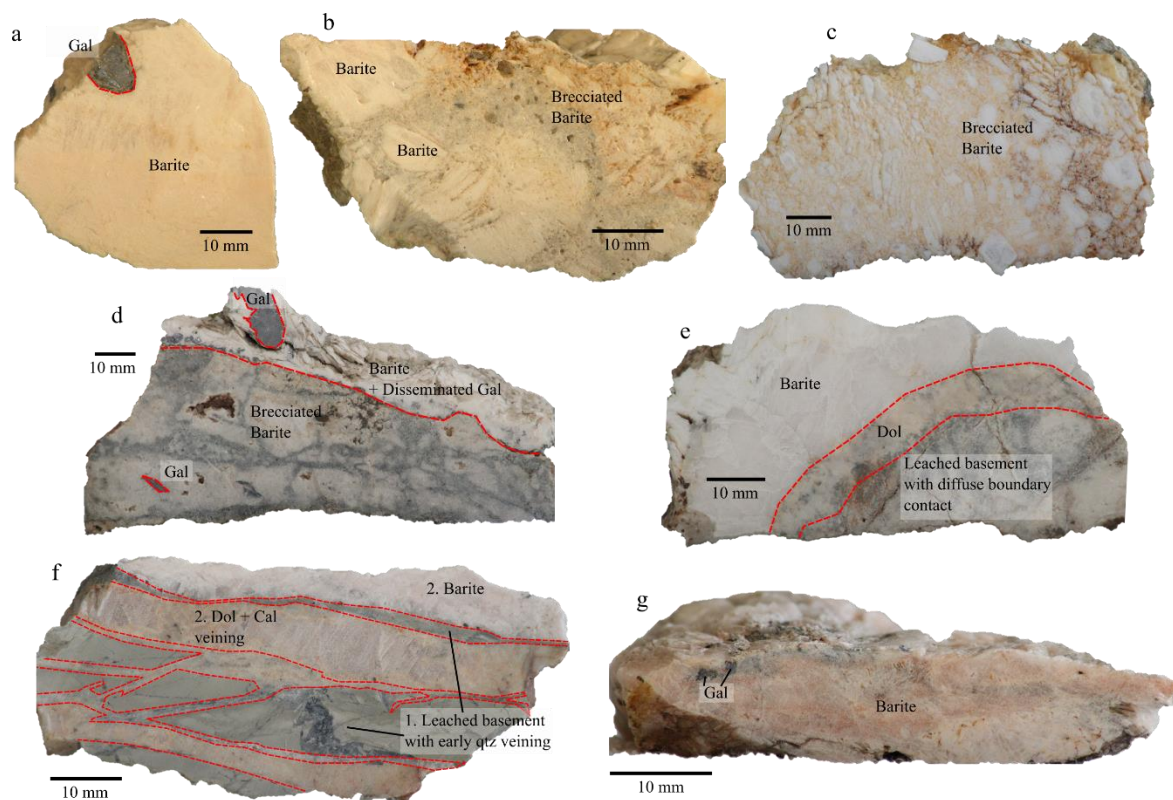 a
Gal
Barite
10 mm
b
Barite
Brecciated
Barite
Barite
10 mm
c
Brecciated
Barite
10 mm
d
Gal
10 mm
Barite
+ Disseminated Gal
Brecciated
Barite
Gal
e
Barite
Dol
Leached basement
with diffuse boundary
contact
10 mm
f
2. Barite
2. Dol + Cal
veining
1. Leached basement
with early qtz veining
10 mm
g
Gal
Barite
10 mm